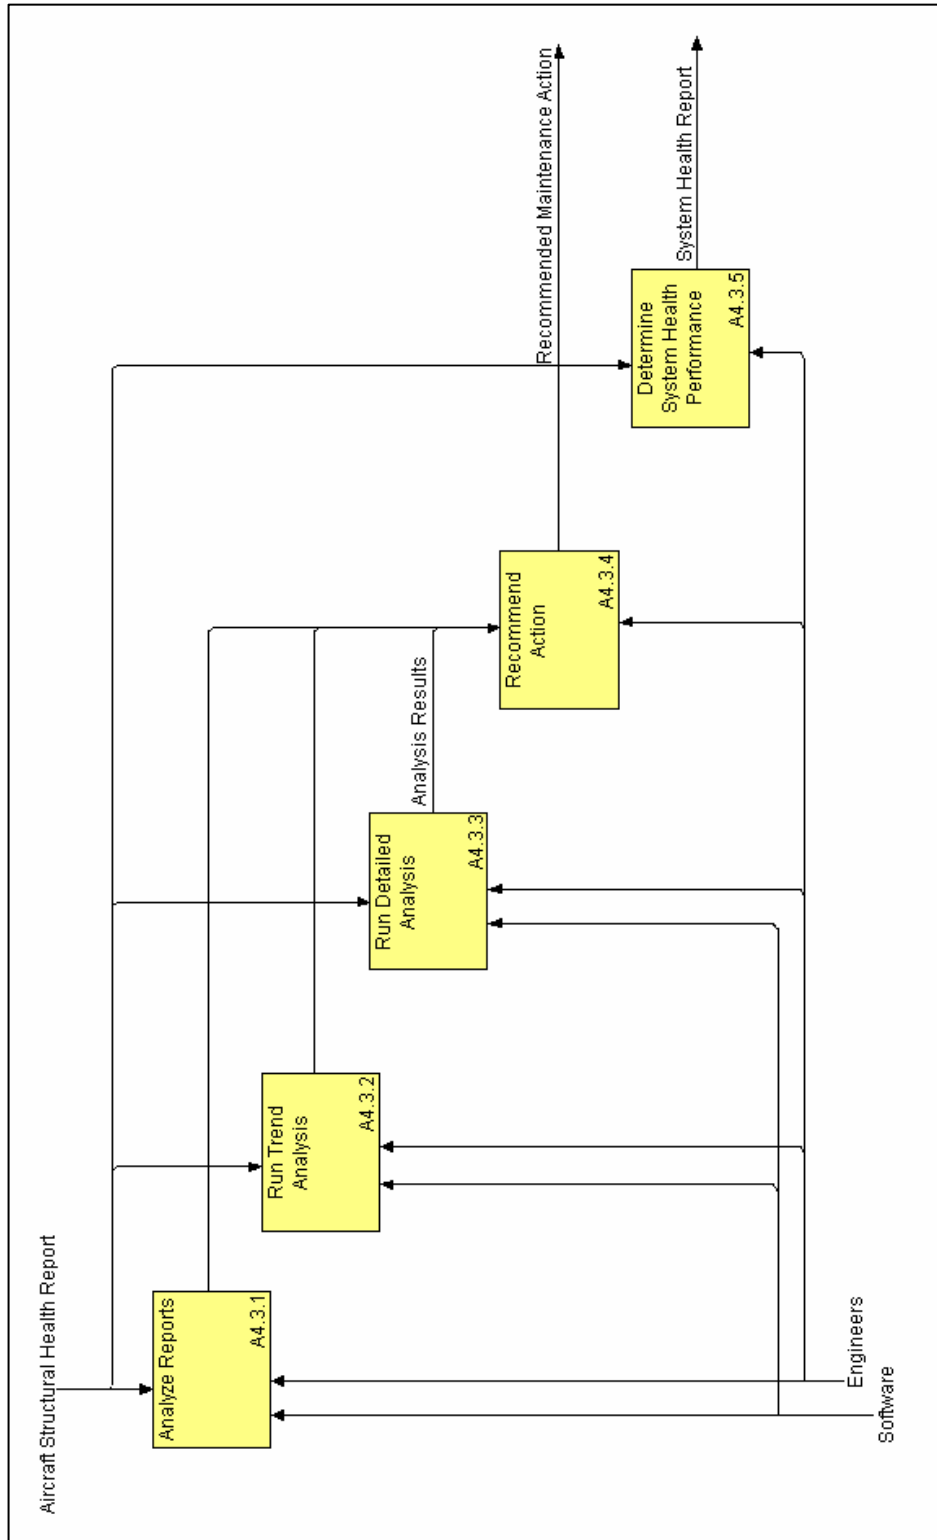 Aircraft Structural Health Report
Analyze Reports
A4.3.1
Run Trend
Analysis
A4.3.2
Run Detailed
Analysis
A4.3.3
Analysis Results
Recommend
Action
A4.3.4
Recommended Maintenance Action
Determine
System Health
Performance
A4.3.5
System Health Report
Engineers
Software